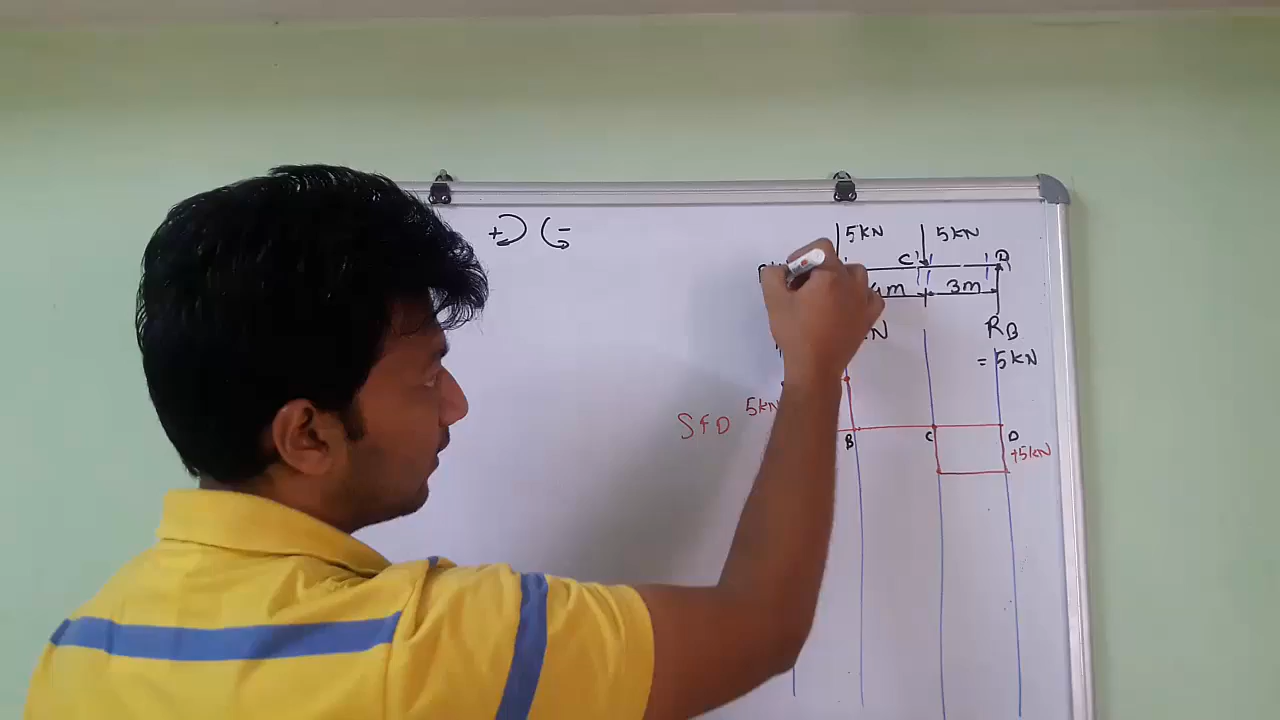 + -
5kN 5kN
C D
4m 3m
N RB
= 5kN
5kN
SFD
B C D
+5kN